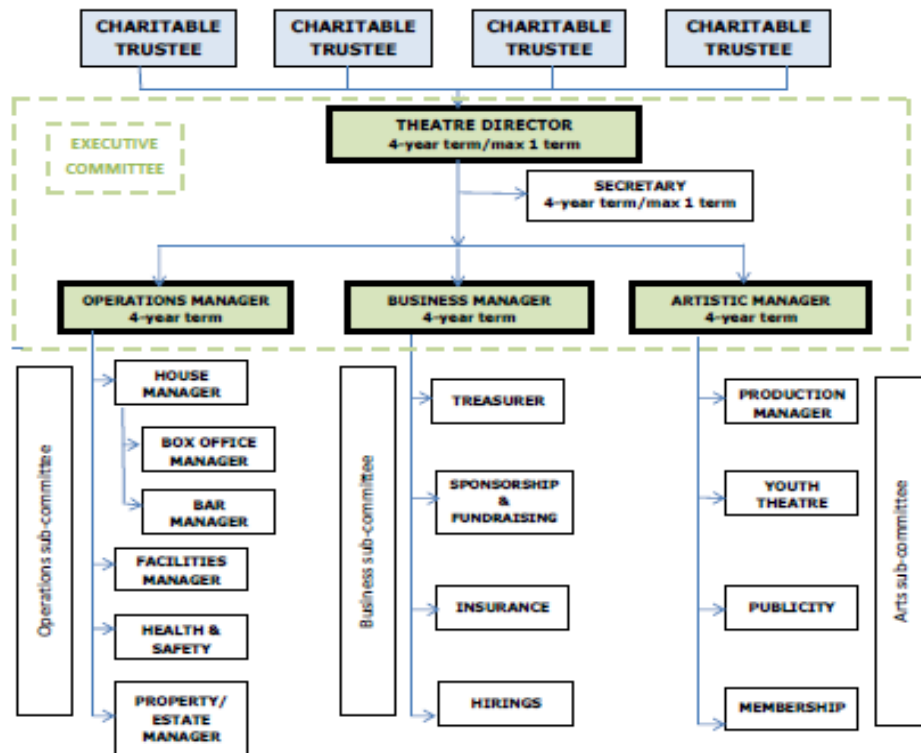 CHARITABLE
TRUSTEE
CHARITABLE
TRUSTEE
CHARITABLE
TRUSTEE
CHARITABLE
TRUSTEE
EXECUTIVE
COMMITTEE
THEATRE DIRECTOR
4-year term/max 1 term
SECRETARY
4-year term/max 1 term
OPERATIONS MANAGER
4-year term
BUSINESS MANAGER
4-year term
ARTISTIC MANAGER
4-year term
Operations sub-committee
HOUSE
MANAGER
BOX OFFICE
MANAGER
BAR
MANAGER
FACILITIES
MANAGER
HEALTH &
SAFETY
PROPERTY/
ESTATE
MANAGER
Business sub-committee
TREASURER
SPONSORSHIP
&
FUNDRAISING
INSURANCE
HIRINGS
PRODUCTION
MANAGER
YOUTH
THEATRE
PUBLICITY
MEMBERSHIP
Arts sub-committee